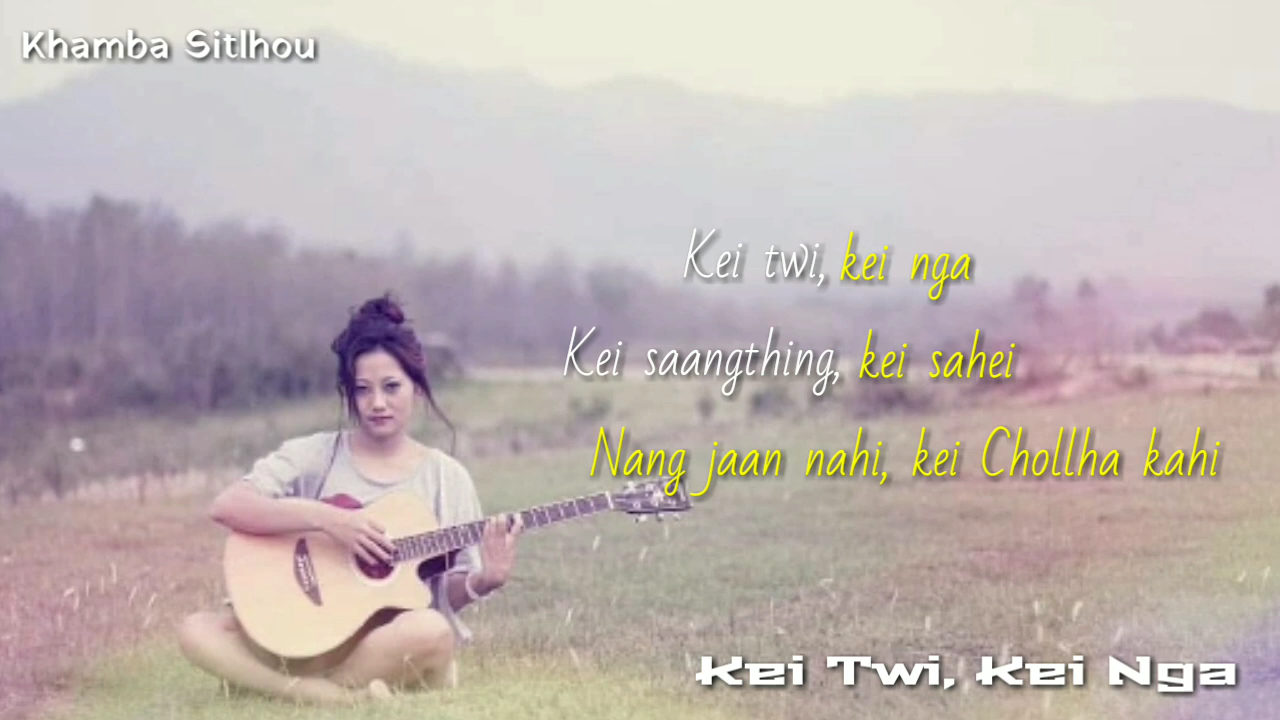 Khamba Sitlhou
Kei twi, kei nga
Kei saangthing, kei sahei
Nang jaan nahi, kei Chollha kahi
Kei Twi, Kei Nga